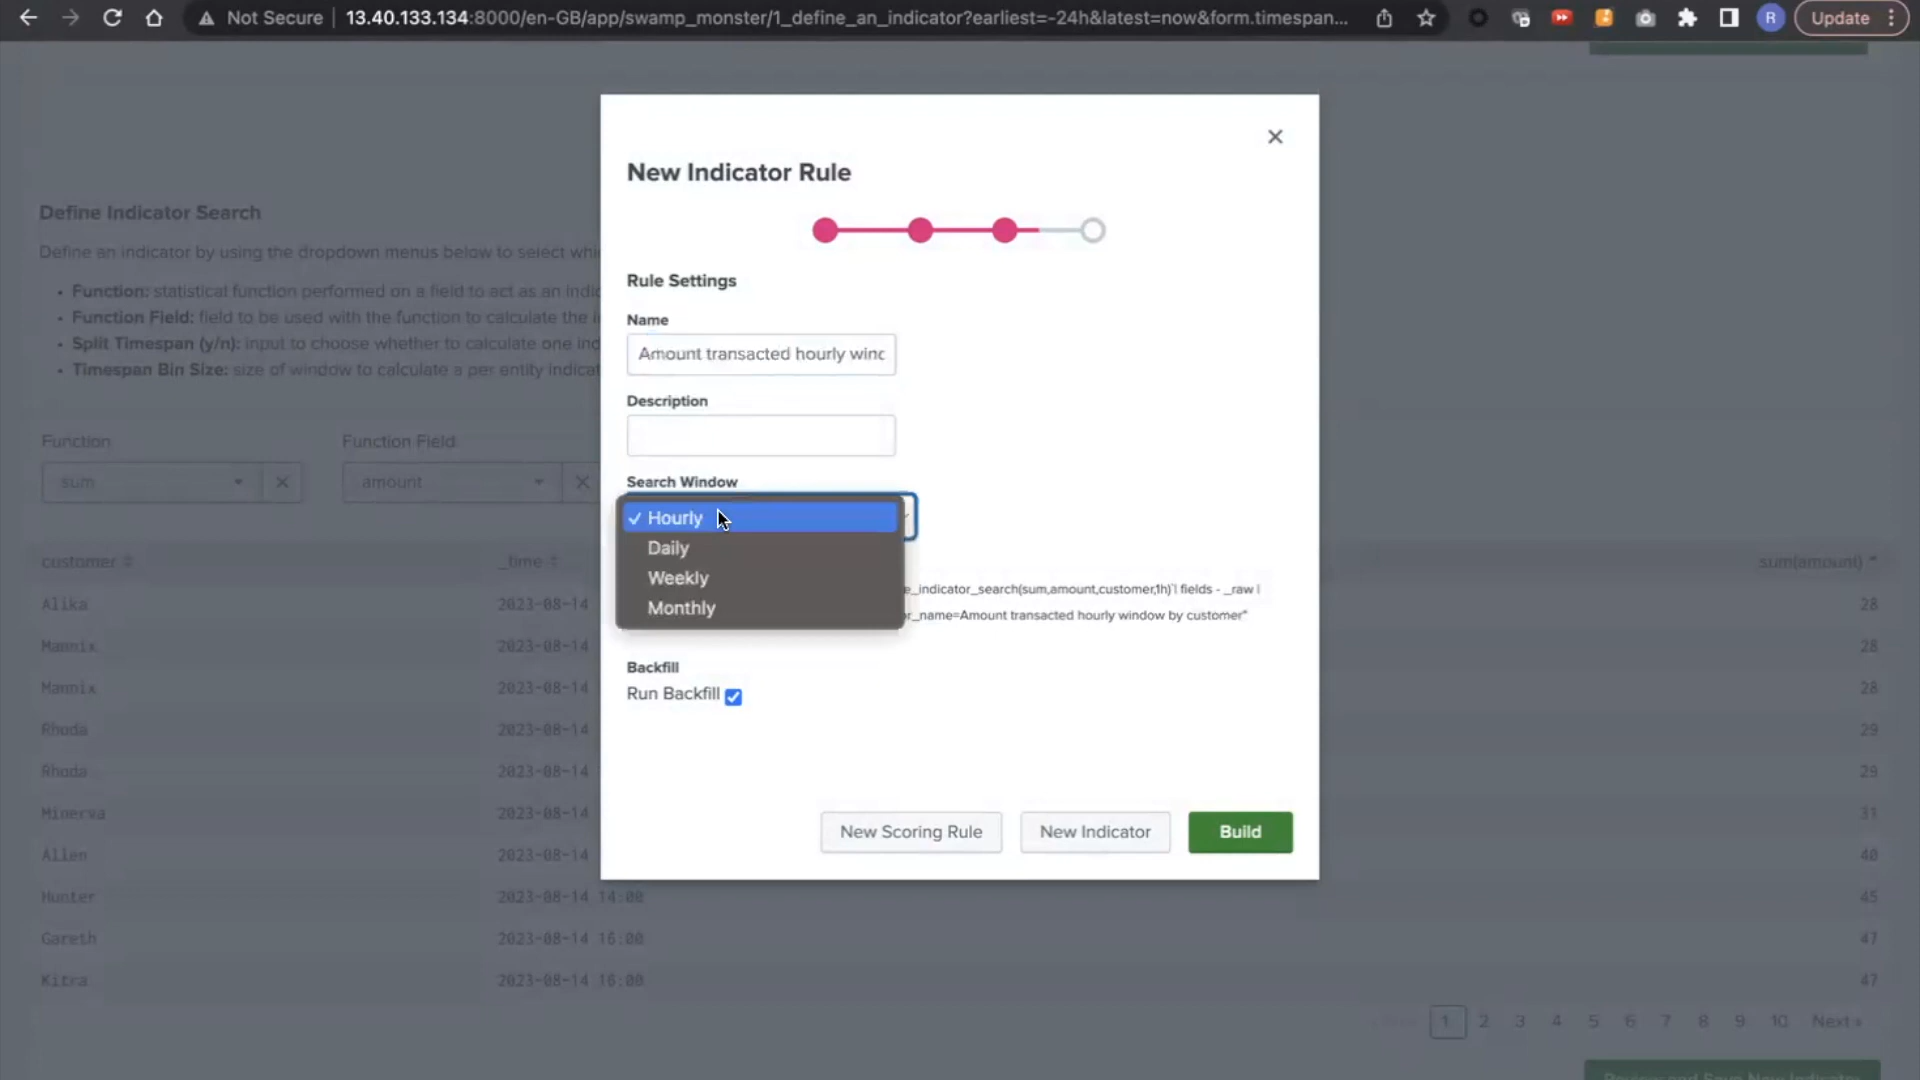 Not Secure 13.40.133.134:8000/en-GB/app/swamp_monster/1_define_an_indicator?earliest=-24h&latest=now&form.timespan... R Update
New Indicator Rule
Define Indicator Search
Define an indicator by using the dropdown menus below to select
Function: statistical function performed on a field to act as an
Function Field: field to be used with the function to calculate the
Split Timespan (y/n): input to choose whether to calculate one
Timespan Bin Size: size of window to calculate a per entity
Rule Settings
Name
Amount transacted hourly
Description
Function
Function Field
sum
amount
Search Window
✓ Hourly
Daily
Weekly
Monthly
e_indicator_search(sum,amount,customer,1h)`| fields - _raw |
r_name=Amount transacted hourly window by customer"
Backfill
Run Backfill
New Scoring Rule New Indicator Build
customer _time sum(amount)
Alika 2023-08-14 28
Mannix 2023-08-14 28
Mannix 2023-08-14 28
Rhoda 2023-08-14 29
Rhoda 2023-08-14 29
Minerva 2023-08-14 31
Allen 2023-08-14 40
Hunter 2023-08-14 14:00 45
Gareth 2023-08-14 16:00 47
Kitra 2023-08-14 16:00 47
1 2 3 4 5 6 7 8 9 10 Next »
Review and Save New Indicator